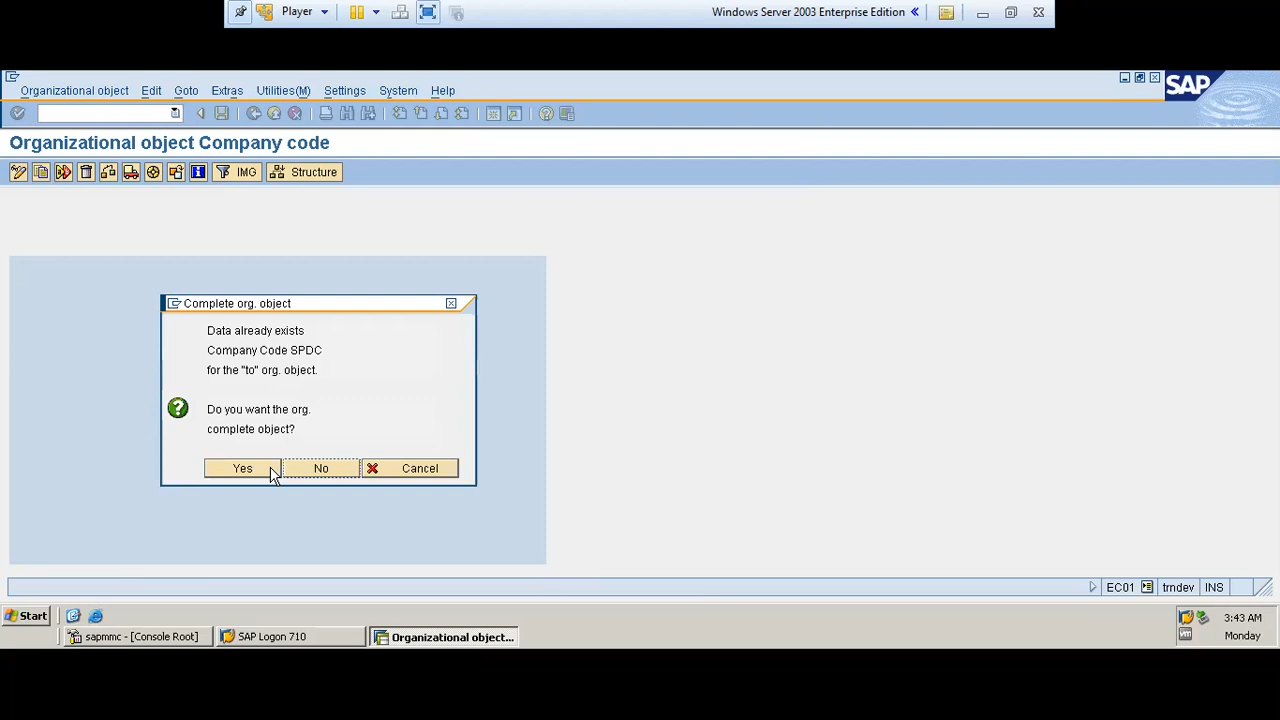 Player
Windows Server 2003 Enterprise Edition
Organizational object Edit Goto Extras Utilities(M) Settings System Help
SAP
Organizational object Company code
IMG Structure
Complete org. object
Data already exists
Company Code SPDC
for the "to" org. object.
Do you want the org.
complete object?
Yes No Cancel
EC01 trndev INS
Start
3:43 AM
sapmmc - [Console Root] SAP Logon 710 Organizational object...
Monday